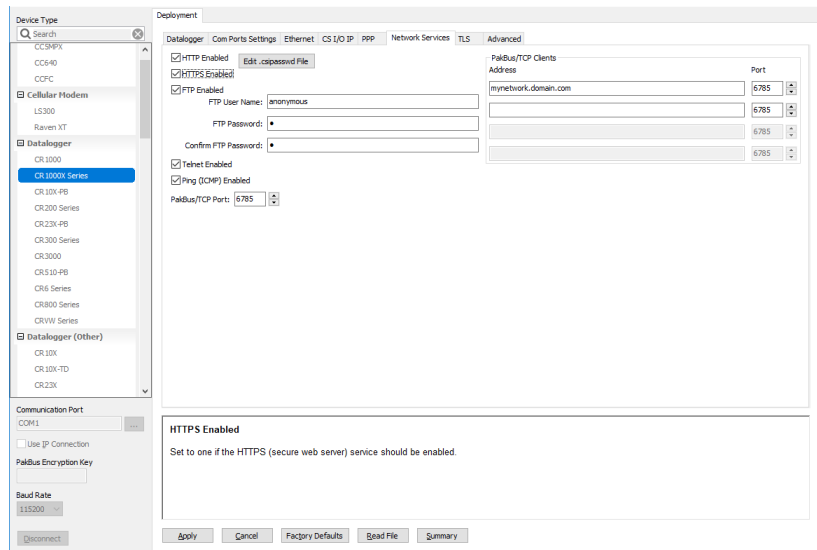 Device Type
Search
CCSMPX
CC640
CCFC
Cellular Modem
LS300
Raven XT
Datalogger
CR1000
CR1000X Series
CR10X-PB
CR200 Series
CR23X-PB
CR300 Series
CR3000
CR510-PB
CR6 Series
CR800 Series
CRVW Series
Datalogger (Other)
CR10X
CR10X-TD
CR23X
Communication Port
COM1
...
Use IP Connection
PakBus Encryption Key
Baud Rate
115200
Disconnect
Deployment
Datalogger Com Ports Settings Ethernet CS I/O IP PPP Network Services TLS Advanced
HTTP Enabled Edit .csipasswd File
HTTPS Enabled
FTP Enabled
FTP User Name: anonymous
FTP Password: •
Confirm FTP Password: •
Telnet Enabled
Ping (ICMP) Enabled
PakBus/TCP Port: 6785
PakBus/TCP Clients
Address Port
mynetwork.domain.com 6785
6785
6785
6785
HTTPS Enabled
Set to one if the HTTPS (secure web server) service should be enabled.
Apply Cancel Factory Defaults Read File Summary